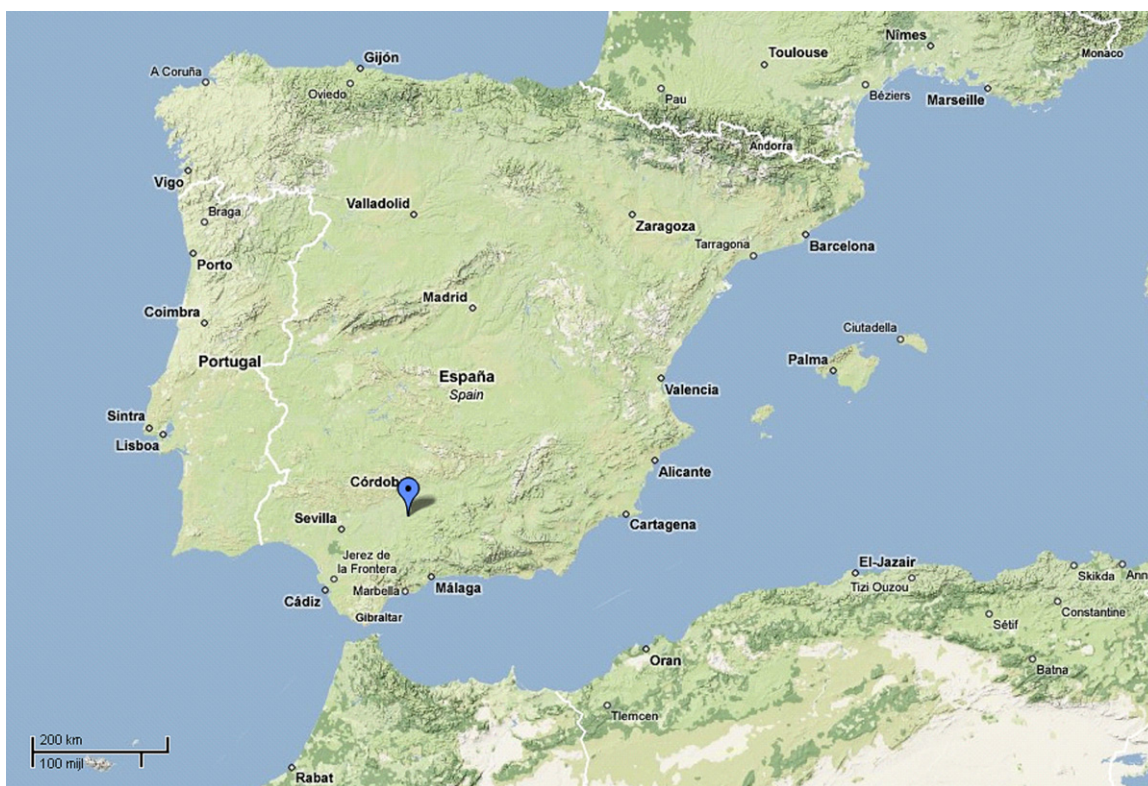 Gijón
A Coruña
Oviedo
Toulouse
Nîmes
Monaco
Pau
Béziers
Marseille
Andorra
Vigo
Braga
Valladolid
Zaragoza
Tarragona
Barcelona
Porto
Coimbra
Madrid
Ciutadella
Portugal
España
Spain
Palma
Valencia
Sintra
Lisboa
Alicante
Córdob
Sevilla
Cartagena
Jerez de
la Frontera
Cádiz
Marbella
Málaga
Gibraltar
El-Jazair
Tizi Ouzou
Skikda
Ann
Constantine
Sétif
Batna
Oran
Tlemcen
Rabat
200 km
100 mijl